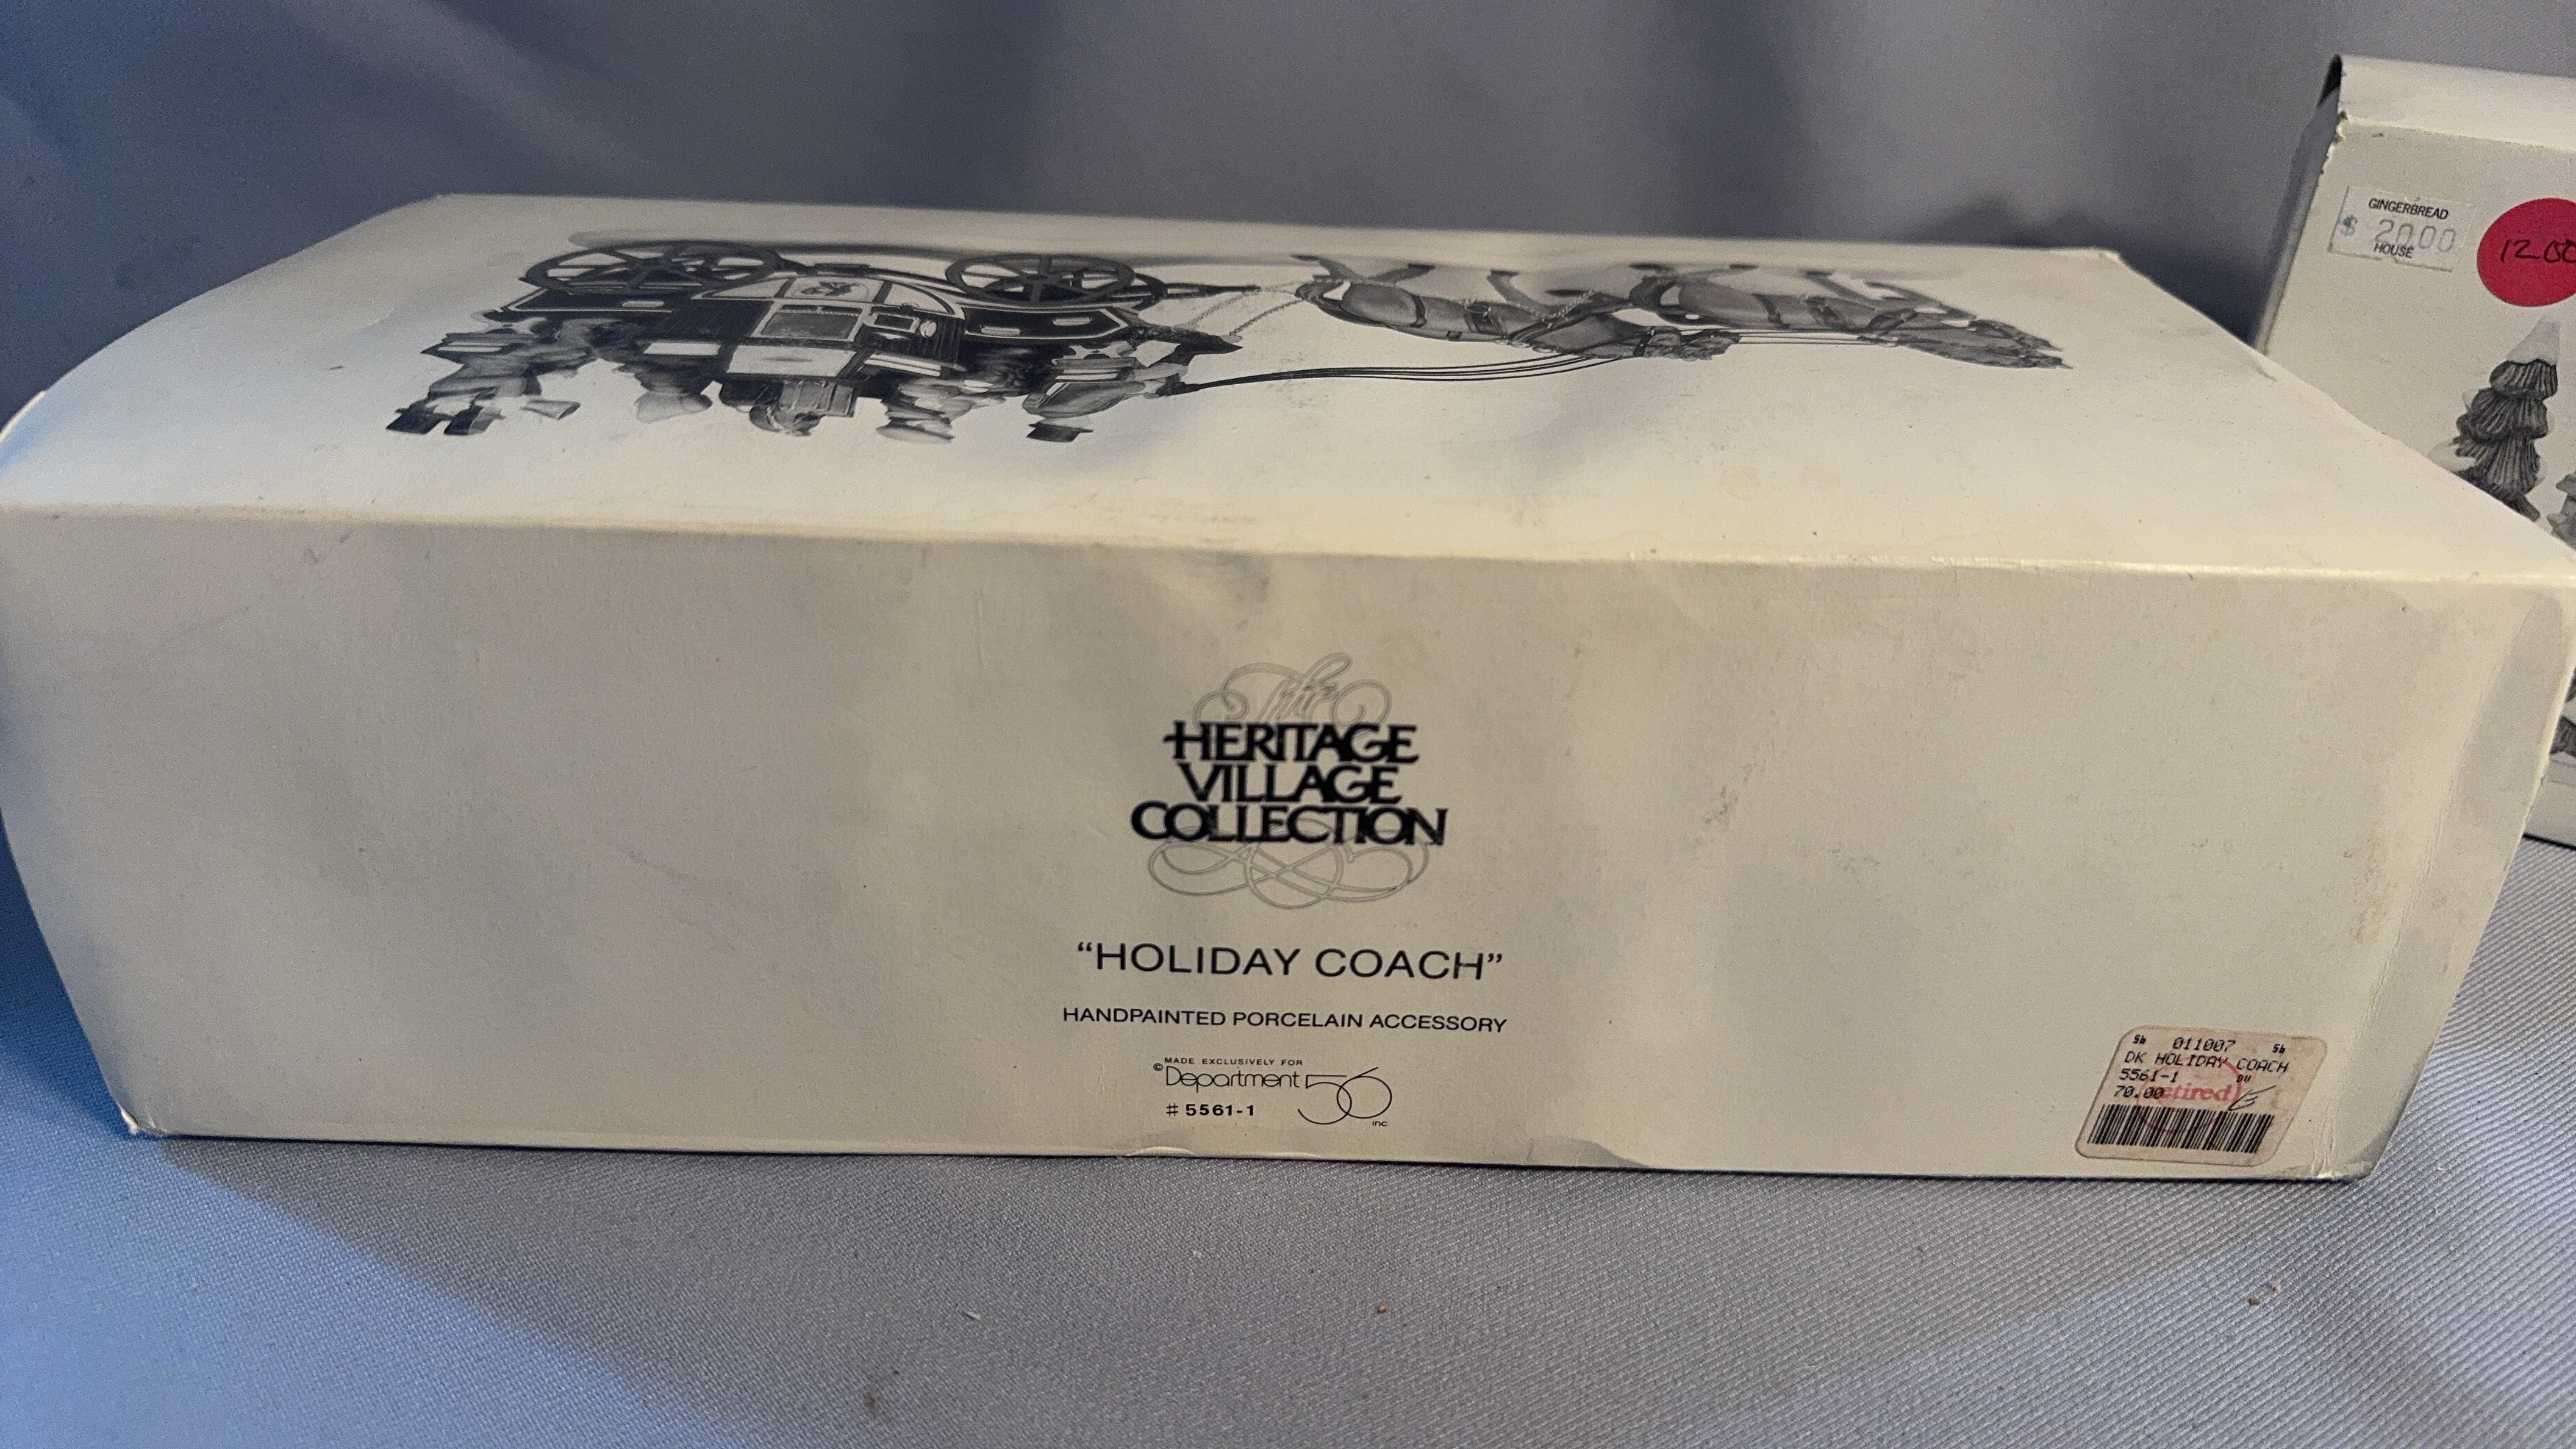 The
HERITAGE
VILLAGE
COLLECTION
“HOLIDAY COACH”
HANDPAINTED PORCELAIN ACCESSORY
MADE EXCLUSIVELY FOR
©Department 56 inc.
# 5561-1
56 011007 56
DK HOLIDAY COACH
5561-1 DV
70.00
retired
GINGERBREAD
$ 20.00
HOUSE
12.00